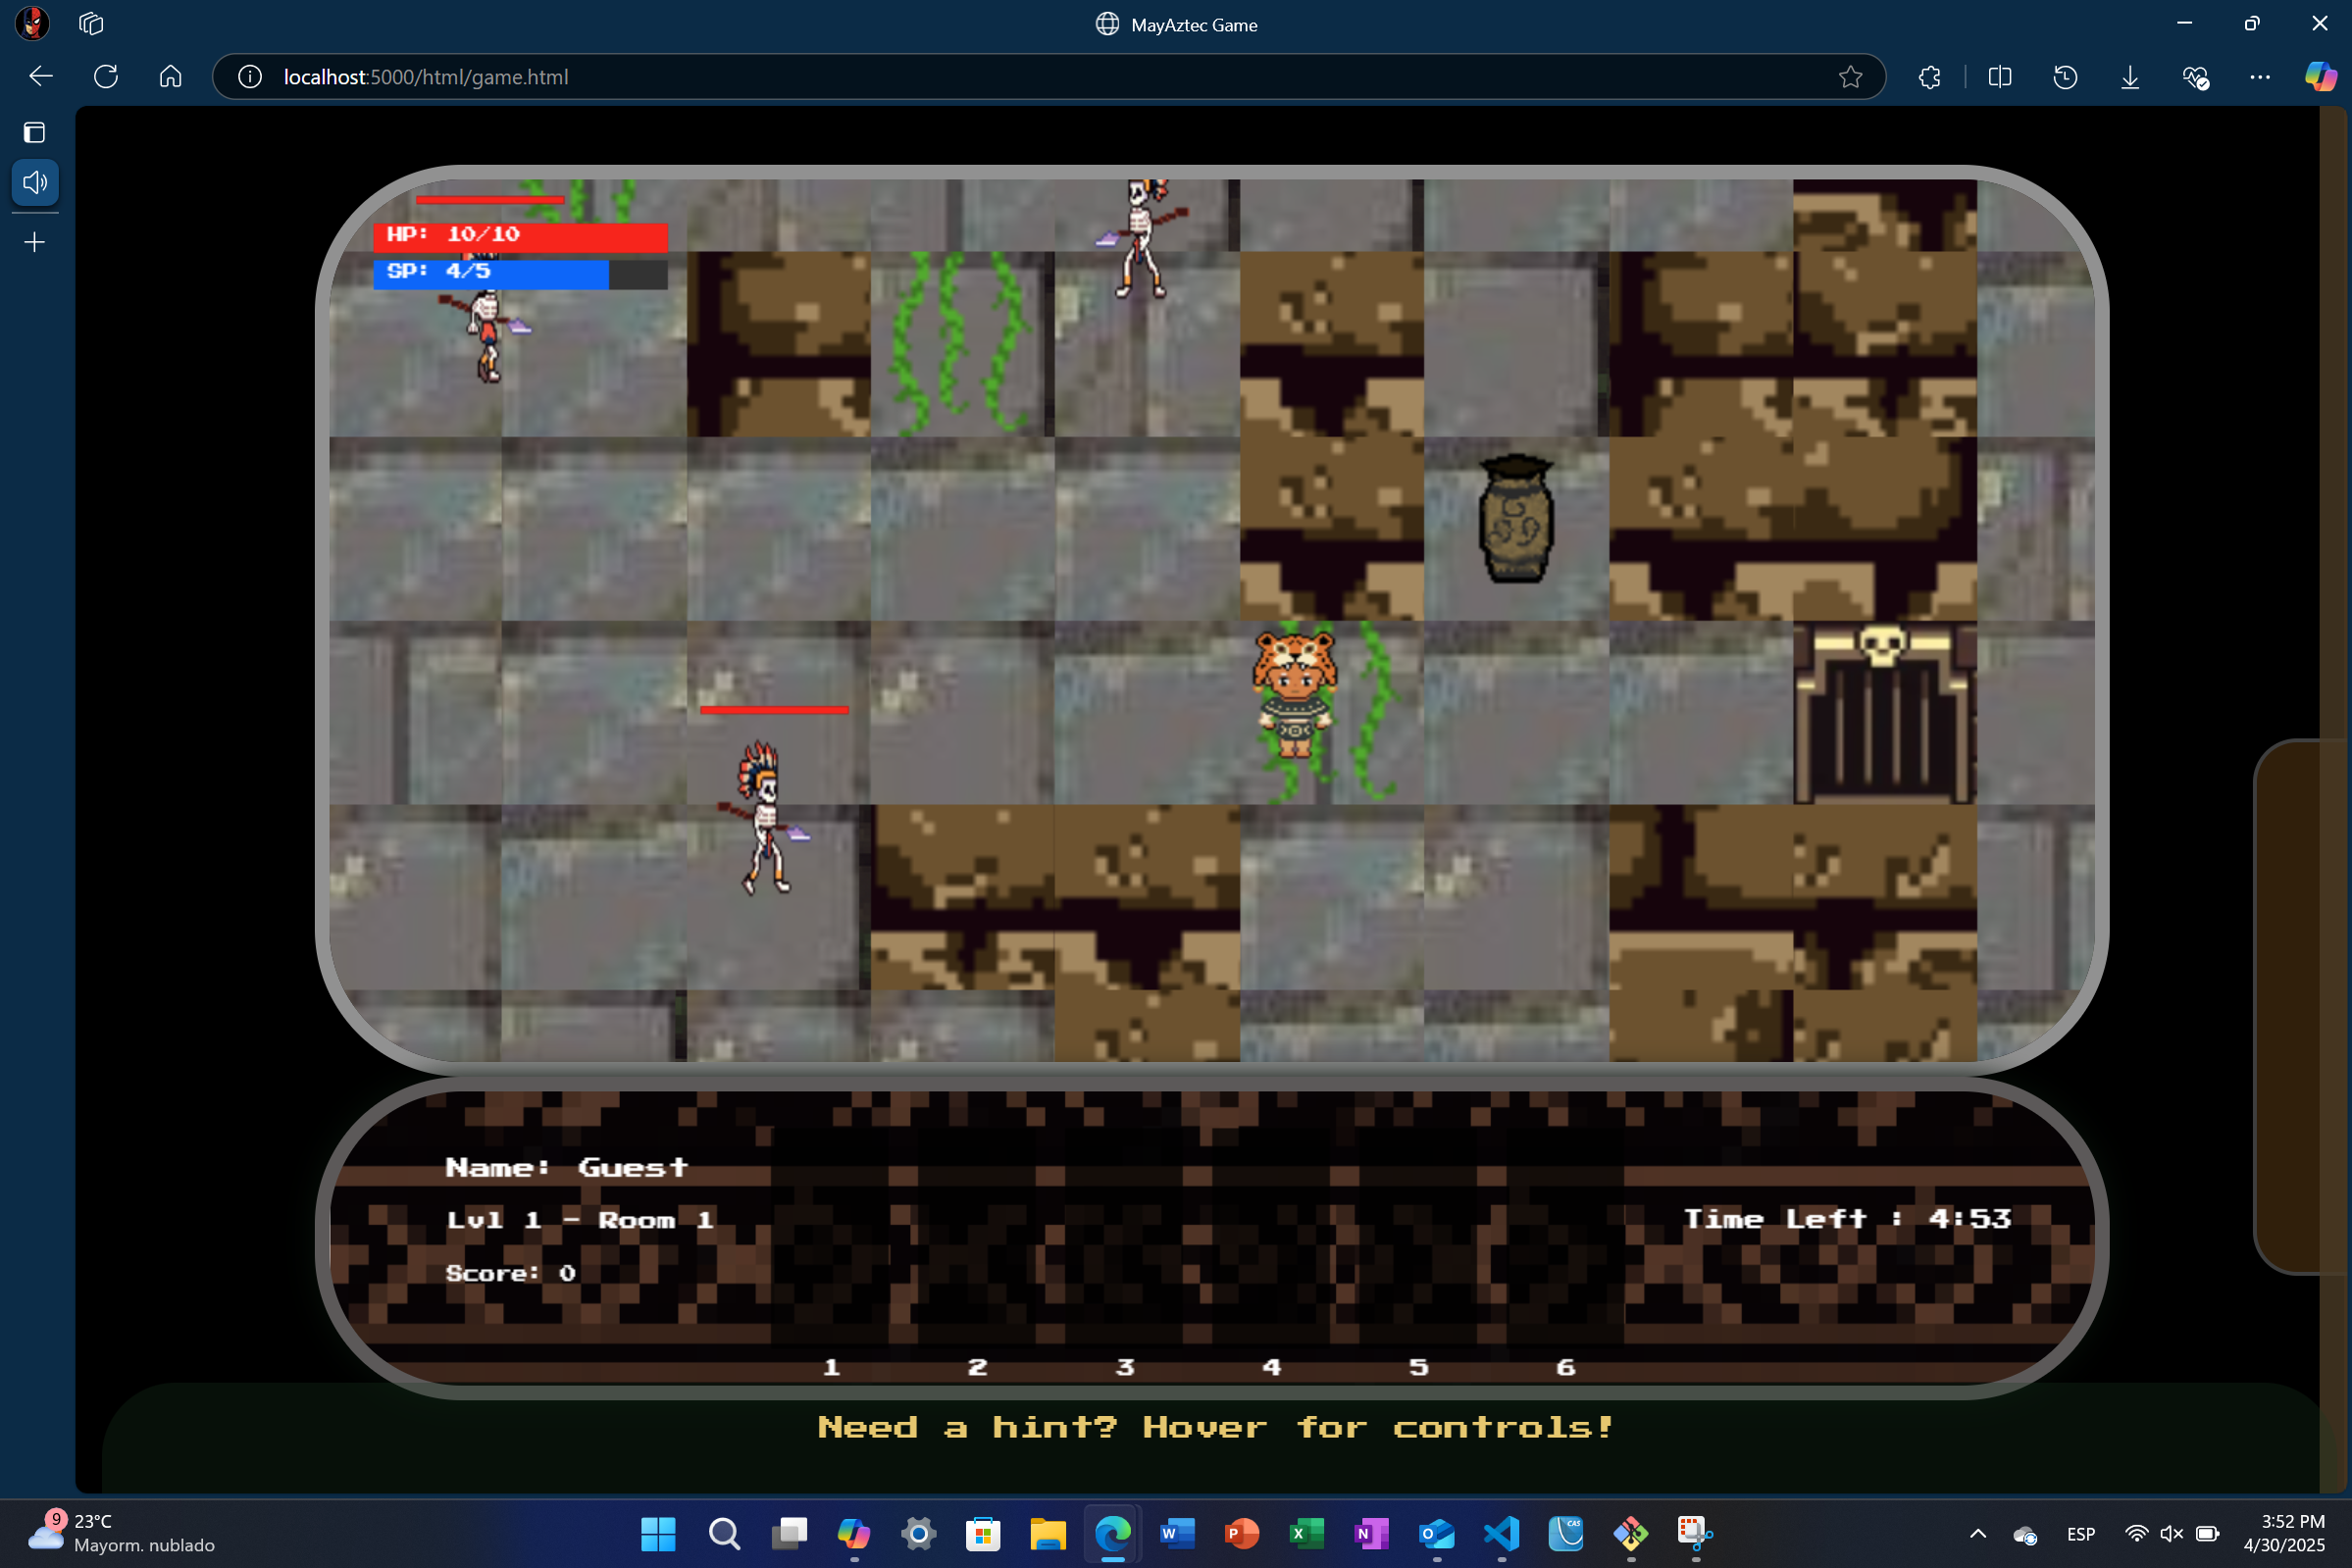 MayAztec Game
localhost:5000/html/game.html
HP: 10/10
SP: 4/5
Name: Guest
Lvl 1 - Room 1
Time Left : 4:53
Score: 0
1 2 3 4 5 6
Need a hint? Hover for controls!
9
23°C
Mayorm. nublado
W
P
X
N
O
CAS
ESP
3:52 PM
4/30/2025